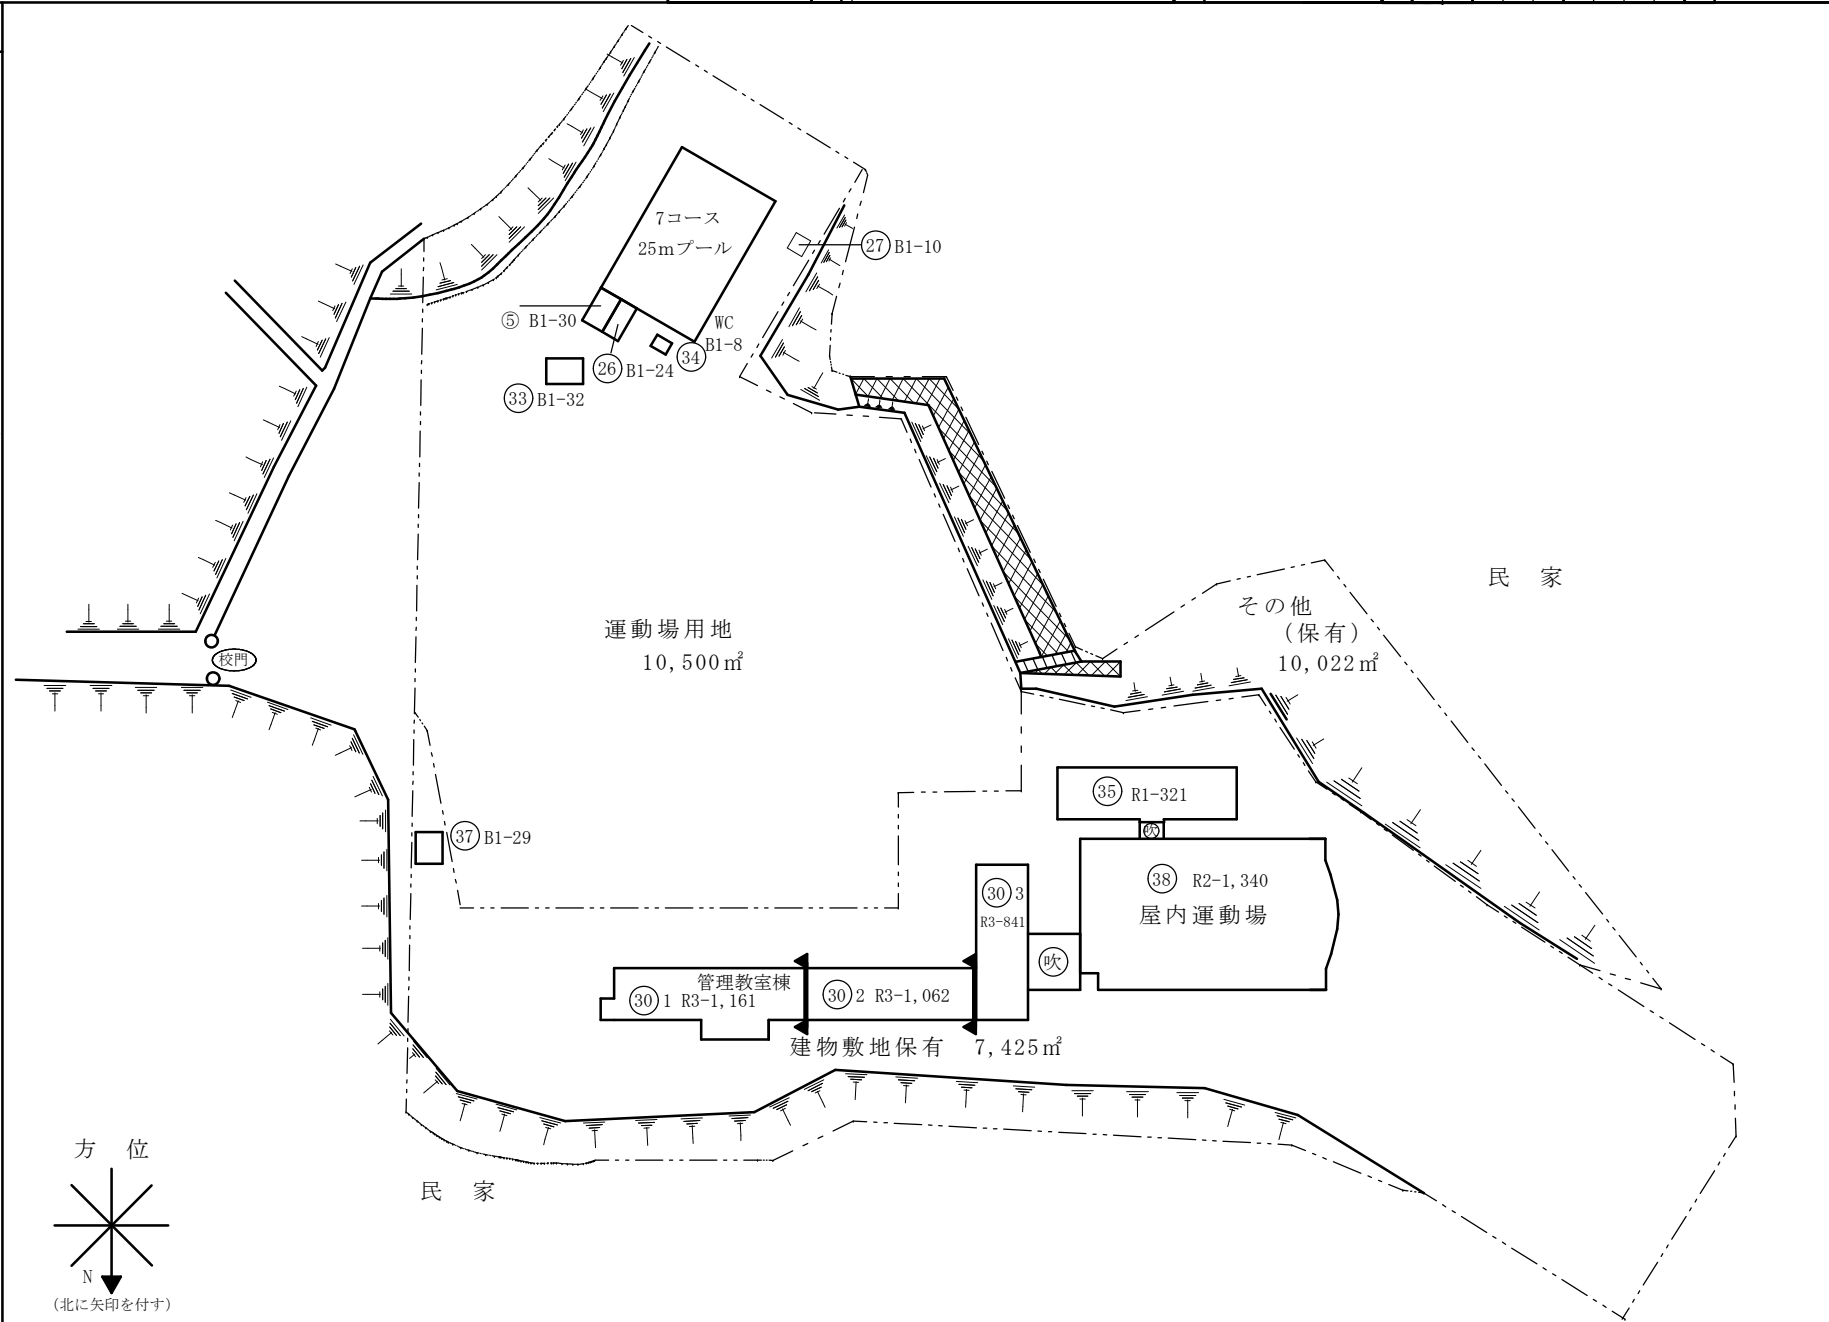 7コース
25mプール
㉗ B1-10
⑤ B1-30
WC
B1-8
㉞
㉖ B1-24
㉝ B1-32
民 家
その他
(保有)
10,022㎡
運動場用地
10,500㎡
校門
㉟ R1-321
吹
㊲ B1-29
㊳ R2-1,340
屋内運動場
㉚ 3
R3-841
吹
管理教室棟
㉚ 1 R3-1,161
㉚ 2 R3-1,062
建物敷地保有 7,425㎡
方 位
民 家
N
(北に矢印を付す)